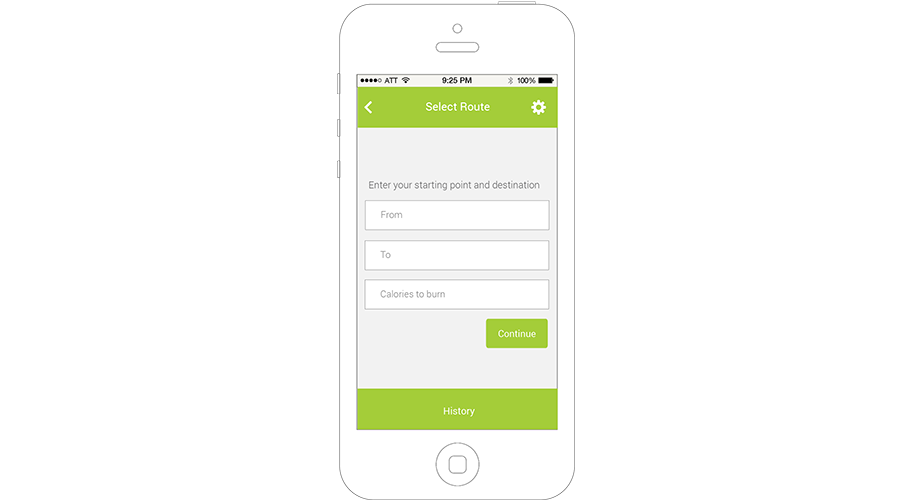 ATT 9:25 PM 100%
Select Route
Enter your starting point and destination
From
To
Calories to burn
Continue
History